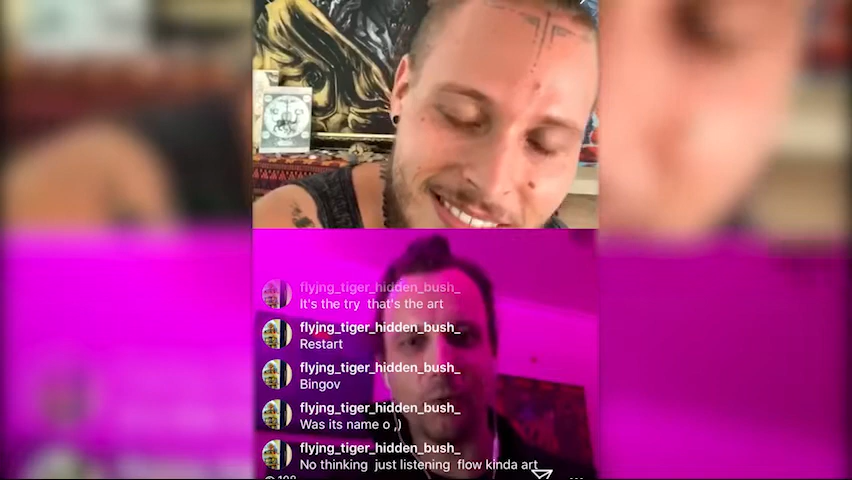 flyjng_tiger_hidden_bush_
It's the try that's the art
flyjng_tiger_hidden_bush_
Restart
flyjng_tiger_hidden_bush_
Bingov
flyjng_tiger_hidden_bush_
Was its name o ,)
flyjng_tiger_hidden_bush_
No thinking just listening flow kinda art